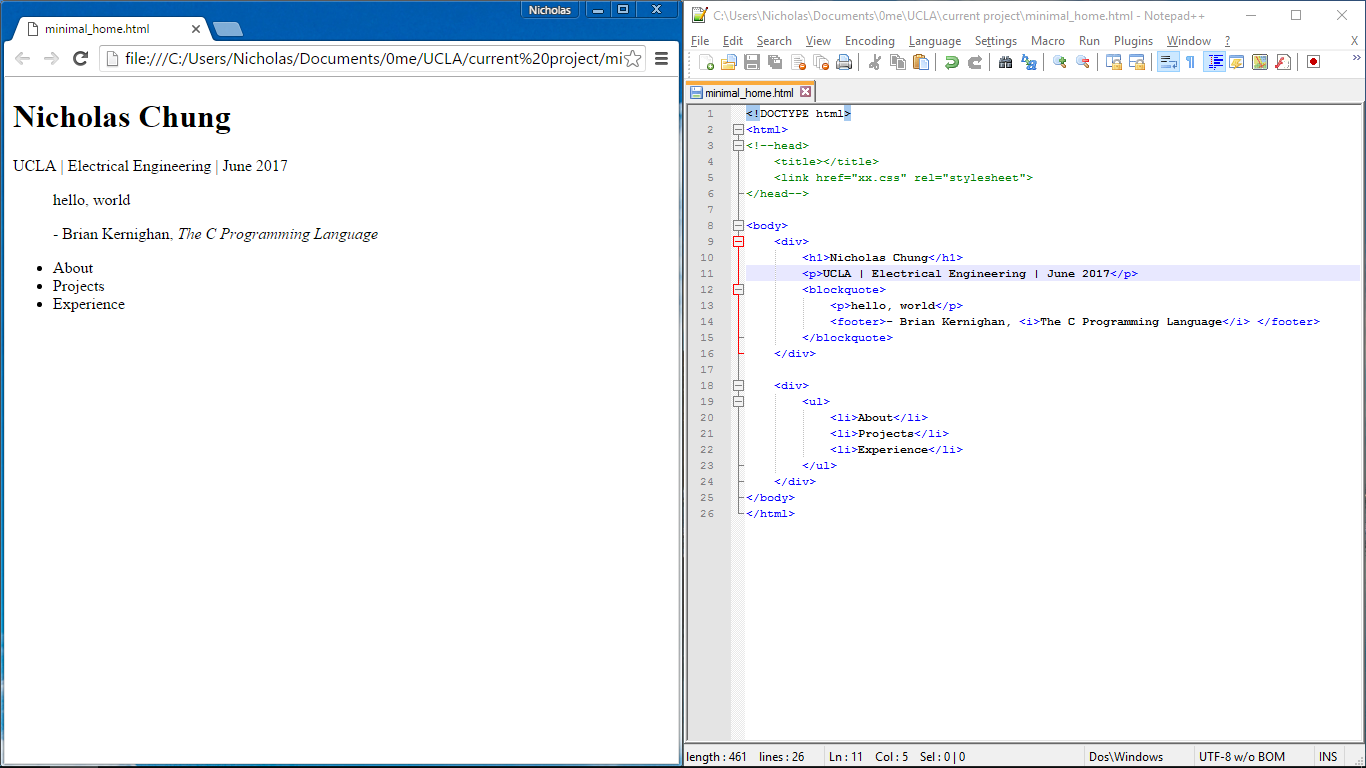 Nicholas
minimal_home.html
file:///C:/Users/Nicholas/Documents/0me/UCLA/current%20project/mi
Nicholas Chung
UCLA | Electrical Engineering | June 2017
hello, world
- Brian Kernighan, The C Programming Language
• About
• Projects
• Experience
C:\Users\Nicholas\Documents\0me\UCLA\current project\minimal_home.html - Notepad++
File Edit Search View Encoding Language Settings Macro Run Plugins Window ? X
minimal_home.html
1 <!DOCTYPE html>
2 <html>
3 <!--head>
4     <title></title>
5     <link href="xx.css" rel="stylesheet">
6 </head-->
7
8 <body>
9     <div>
10         <h1>Nicholas Chung</h1>
11         <p>UCLA | Electrical Engineering | June 2017</p>
12         <blockquote>
13             <p>hello, world</p>
14             <footer>- Brian Kernighan, <i>The C Programming Language</i> </footer>
15         </blockquote>
16     </div>
17
18     <div>
19         <ul>
20             <li>About</li>
21             <li>Projects</li>
22             <li>Experience</li>
23         </ul>
24     </div>
25 </body>
26 </html>
length : 461 lines : 26 Ln : 11 Col : 5 Sel : 0 | 0 Dos\Windows UTF-8 w/o BOM INS